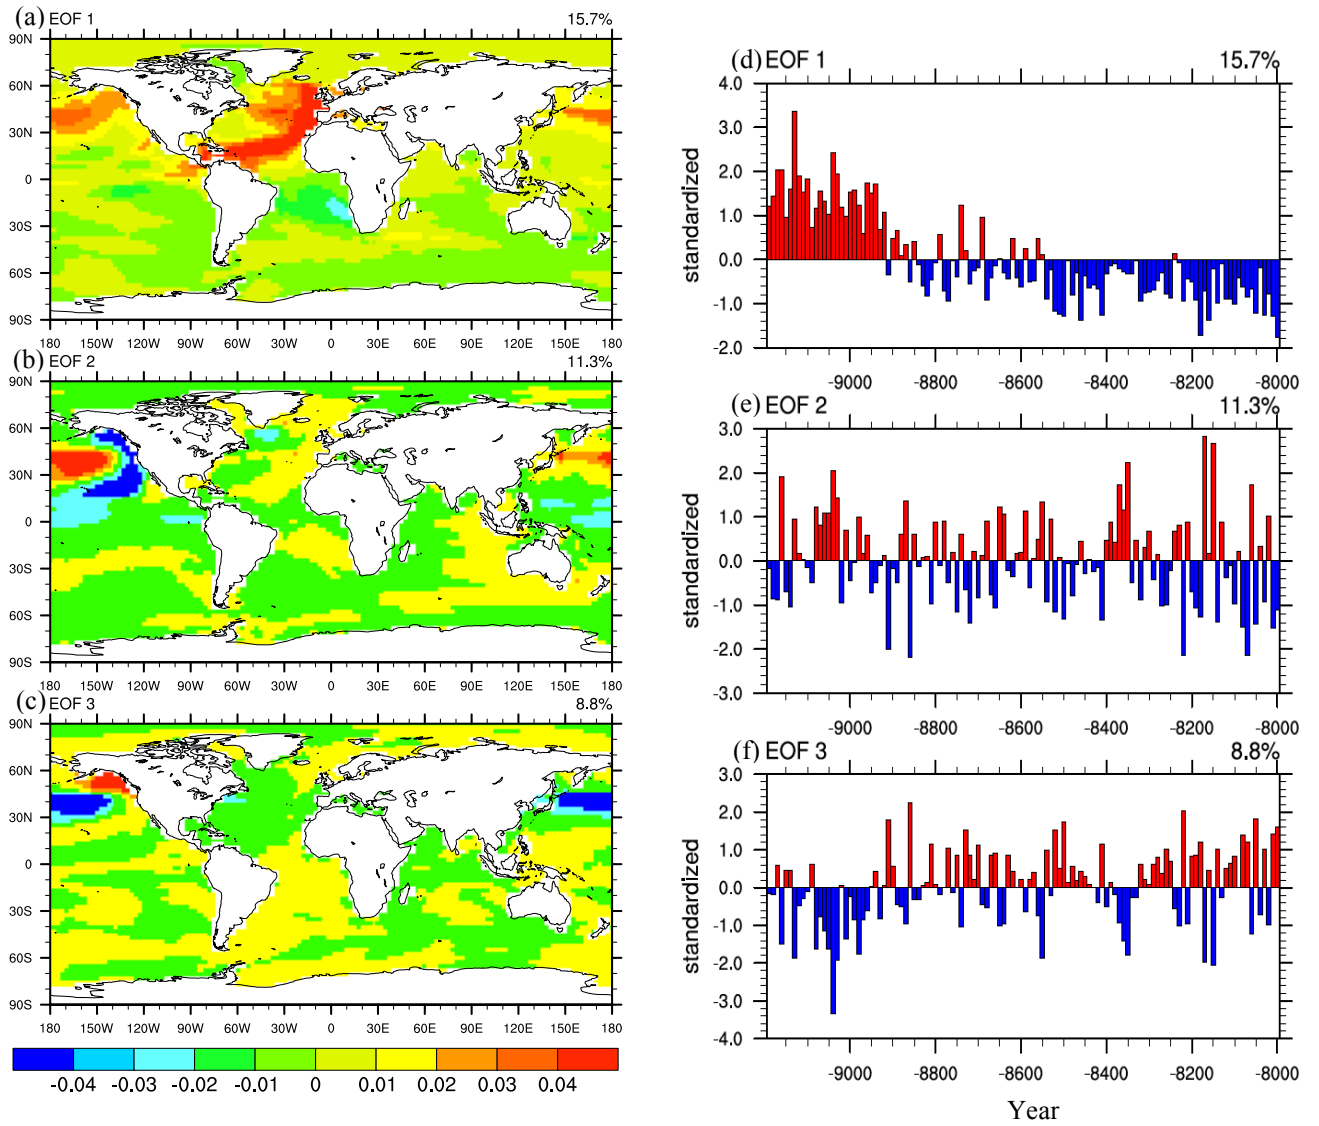 (a) EOF 1 15.7%
90N
60N
30N
0
30S
60S
90S
180 150W 120W 90W 60W 30W 0 30E 60E 90E 120E 150E 180
(b) EOF 2 11.3%
90N
60N
30N
0
30S
60S
90S
180 150W 120W 90W 60W 30W 0 30E 60E 90E 120E 150E 180
(c) EOF 3 8.8%
90N
60N
30N
0
30S
60S
90S
180 150W 120W 90W 60W 30W 0 30E 60E 90E 120E 150E 180
-0.04 -0.03 -0.02 -0.01 0 0.01 0.02 0.03 0.04
(d) EOF 1 15.7%
4.0
3.0
2.0
1.0
0.0
-1.0
-2.0
standardized
-9000 -8800 -8600 -8400 -8200 -8000
(e) EOF 2 11.3%
3.0
2.0
1.0
0.0
-1.0
-2.0
-3.0
standardized
-9000 -8800 -8600 -8400 -8200 -8000
(f) EOF 3 8.8%
3.0
2.0
1.0
0.0
-1.0
-2.0
-3.0
-4.0
standardized
-9000 -8800 -8600 -8400 -8200 -8000
Year